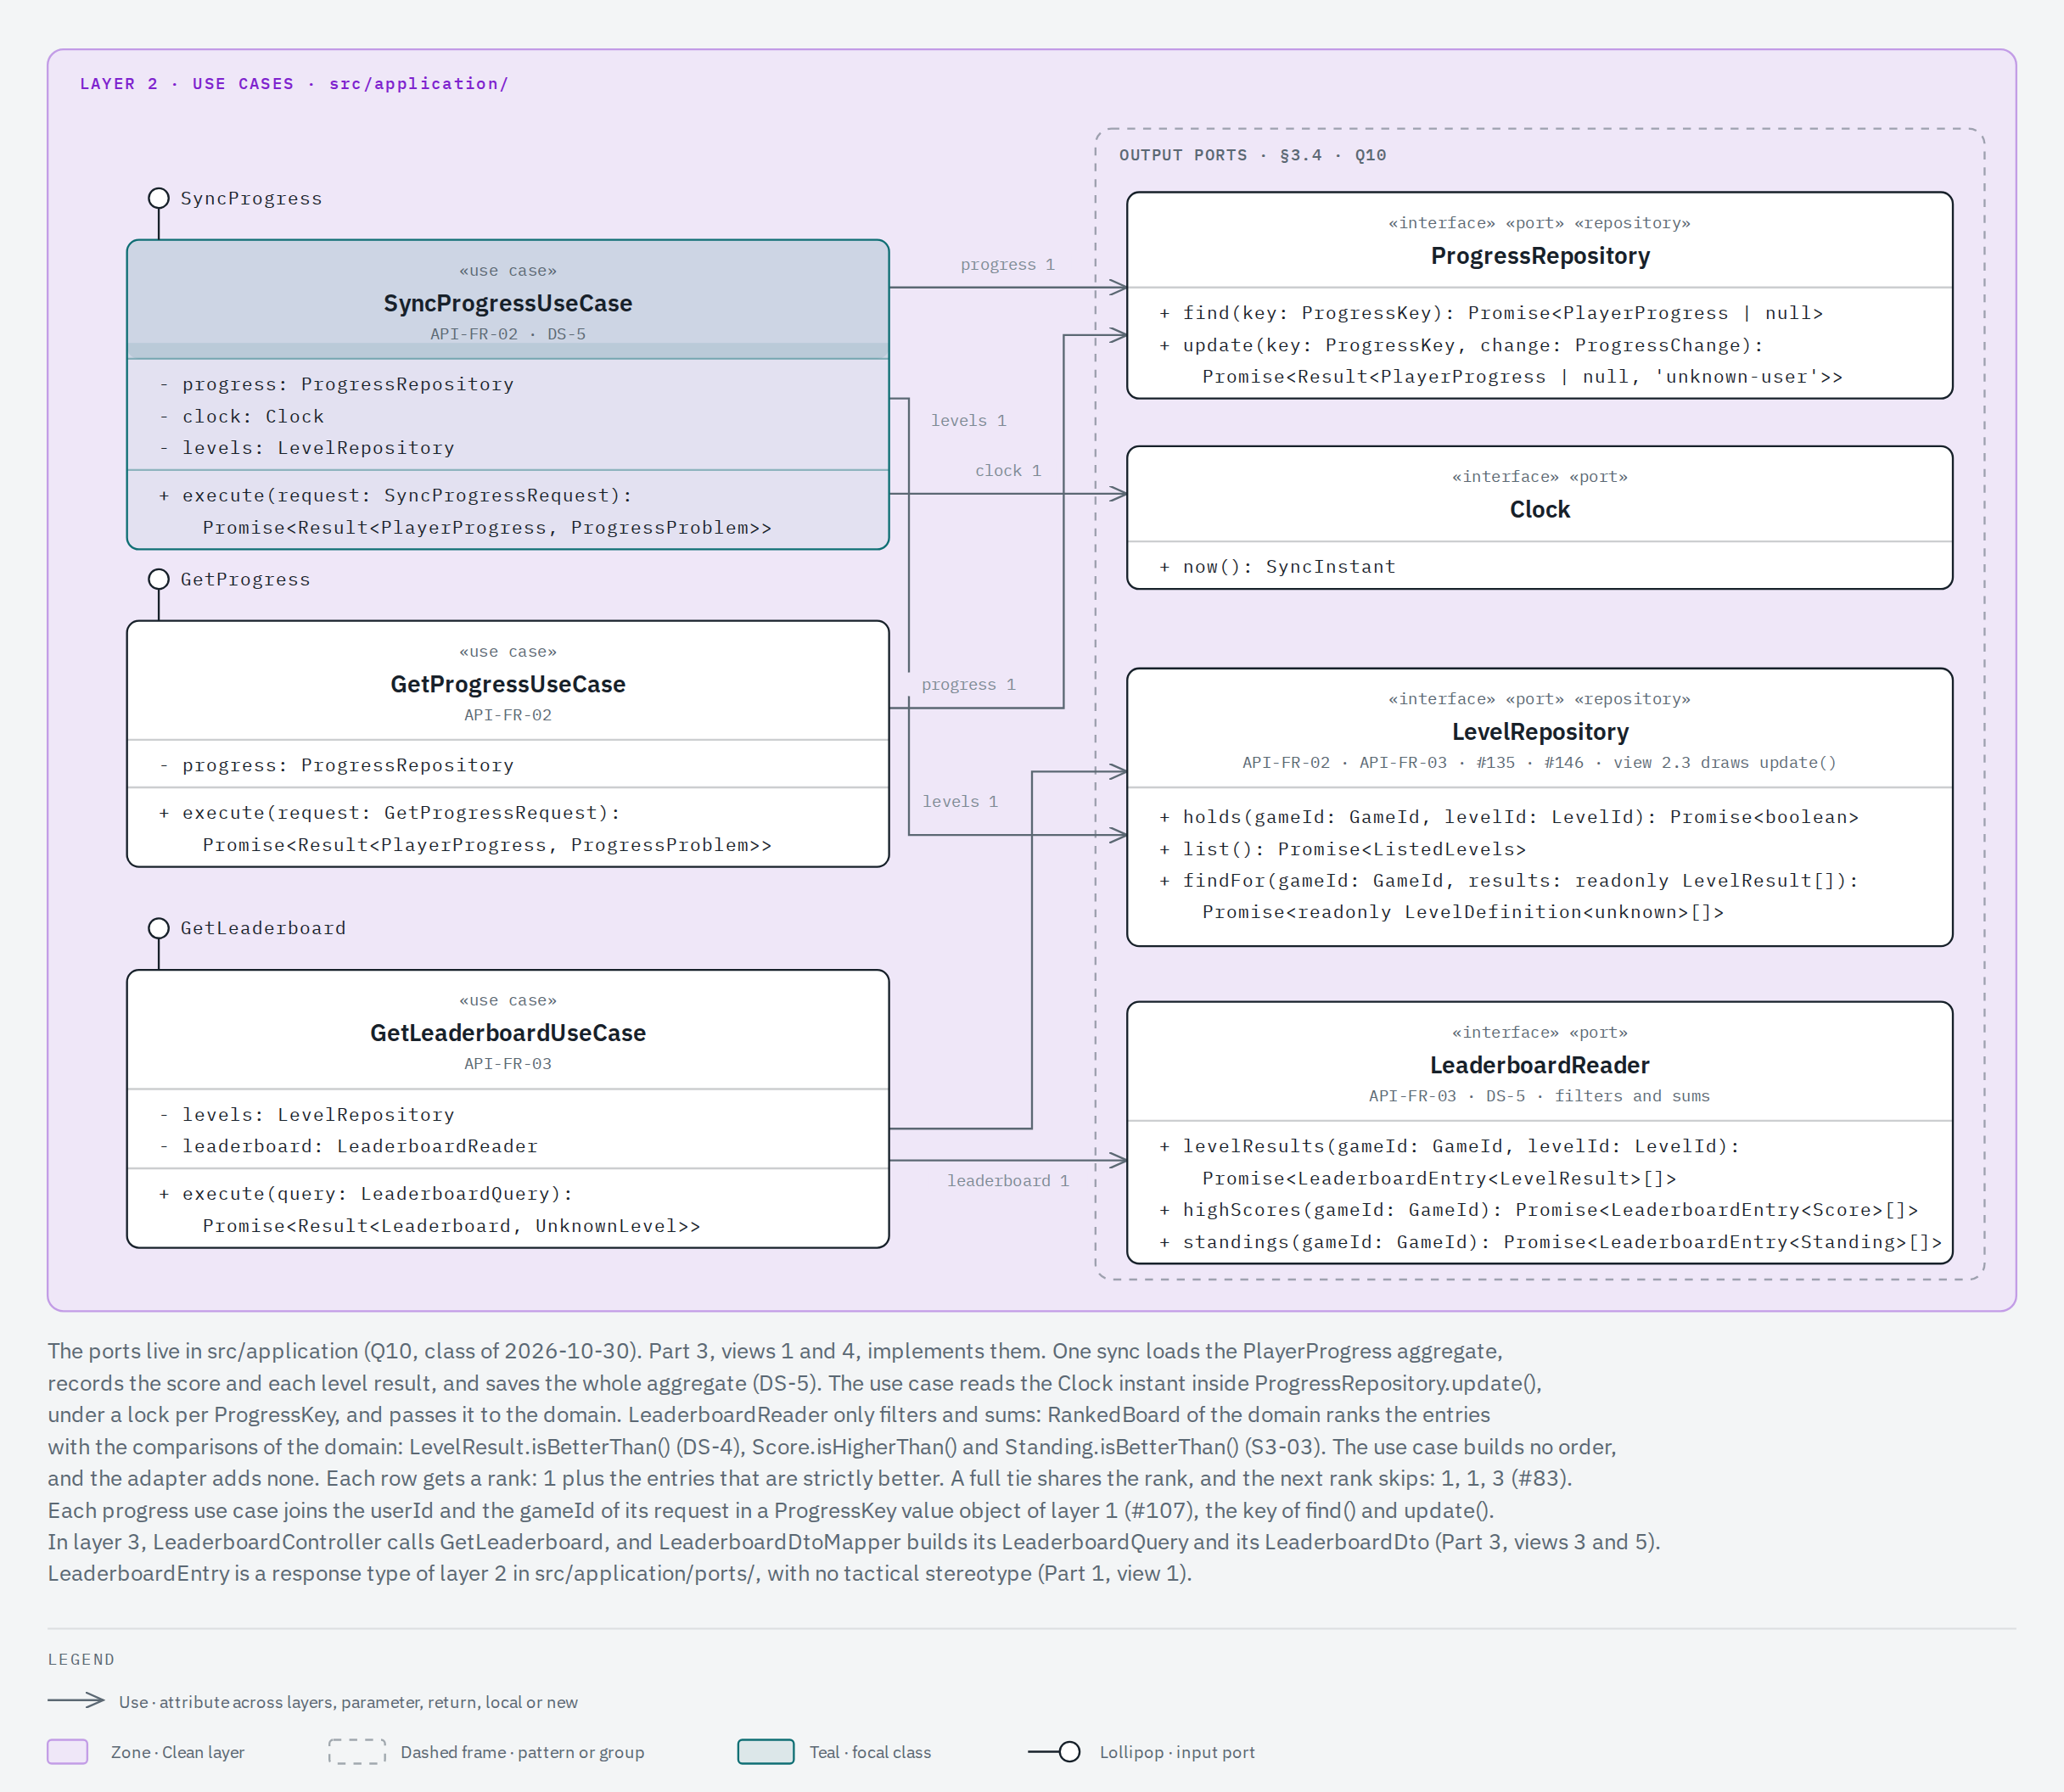 LAYER 2 · USE CASES · src/application/
OUTPUT PORTS · §3.4 · Q10
SyncProgress
«use case»
SyncProgressUseCase
API-FR-02 · DS-5
- progress: ProgressRepository
- clock: Clock
- levels: LevelRepository
+ execute(request: SyncProgressRequest):
Promise<Result<PlayerProgress, ProgressProblem>>
GetProgress
«use case»
GetProgressUseCase
API-FR-02
- progress: ProgressRepository
+ execute(request: GetProgressRequest):
Promise<Result<PlayerProgress, ProgressProblem>>
GetLeaderboard
«use case»
GetLeaderboardUseCase
API-FR-03
- levels: LevelRepository
- leaderboard: LeaderboardReader
+ execute(query: LeaderboardQuery):
Promise<Result<Leaderboard, UnknownLevel>>
progress 1
levels 1
clock 1
progress 1
levels 1
leaderboard 1
«interface» «port» «repository»
ProgressRepository
+ find(key: ProgressKey): Promise<PlayerProgress | null>
+ update(key: ProgressKey, change: ProgressChange):
Promise<Result<PlayerProgress | null, 'unknown-user'>>
«interface» «port»
Clock
+ now(): SyncInstant
«interface» «port» «repository»
LevelRepository
API-FR-02 · API-FR-03 · #135 · #146 · view 2.3 draws update()
+ holds(gameId: GameId, levelId: LevelId): Promise<boolean>
+ list(): Promise<ListedLevels>
+ findFor(gameId: GameId, results: readonly LevelResult[]):
Promise<readonly LevelDefinition<unknown>[]>
«interface» «port»
LeaderboardReader
API-FR-03 · DS-5 · filters and sums
+ levelResults(gameId: GameId, levelId: LevelId):
Promise<LeaderboardEntry<LevelResult>[]>
+ highScores(gameId: GameId): Promise<LeaderboardEntry<Score>[]>
+ standings(gameId: GameId): Promise<LeaderboardEntry<Standing>[]>
The ports live in src/application (Q10, class of 2026-10-30). Part 3, views 1 and 4, implements them. One sync loads the PlayerProgress aggregate,
records the score and each level result, and saves the whole aggregate (DS-5). The use case reads the Clock instant inside ProgressRepository.update(),
under a lock per ProgressKey, and passes it to the domain. LeaderboardReader only filters and sums: RankedBoard of the domain ranks the entries
with the comparisons of the domain: LevelResult.isBetterThan() (DS-4), Score.isHigherThan() and Standing.isBetterThan() (S3-03). The use case builds no order,
and the adapter adds none. Each row gets a rank: 1 plus the entries that are strictly better. A full tie shares the rank, and the next rank skips: 1, 1, 3 (#83).
Each progress use case joins the userId and the gameId of its request in a ProgressKey value object of layer 1 (#107), the key of find() and update().
In layer 3, LeaderboardController calls GetLeaderboard, and LeaderboardDtoMapper builds its LeaderboardQuery and its LeaderboardDto (Part 3, views 3 and 5).
LeaderboardEntry is a response type of layer 2 in src/application/ports/, with no tactical stereotype (Part 1, view 1).
LEGEND
Use · attribute across layers, parameter, return, local or new
Zone · Clean layer
Dashed frame · pattern or group
Teal · focal class
Lollipop · input port